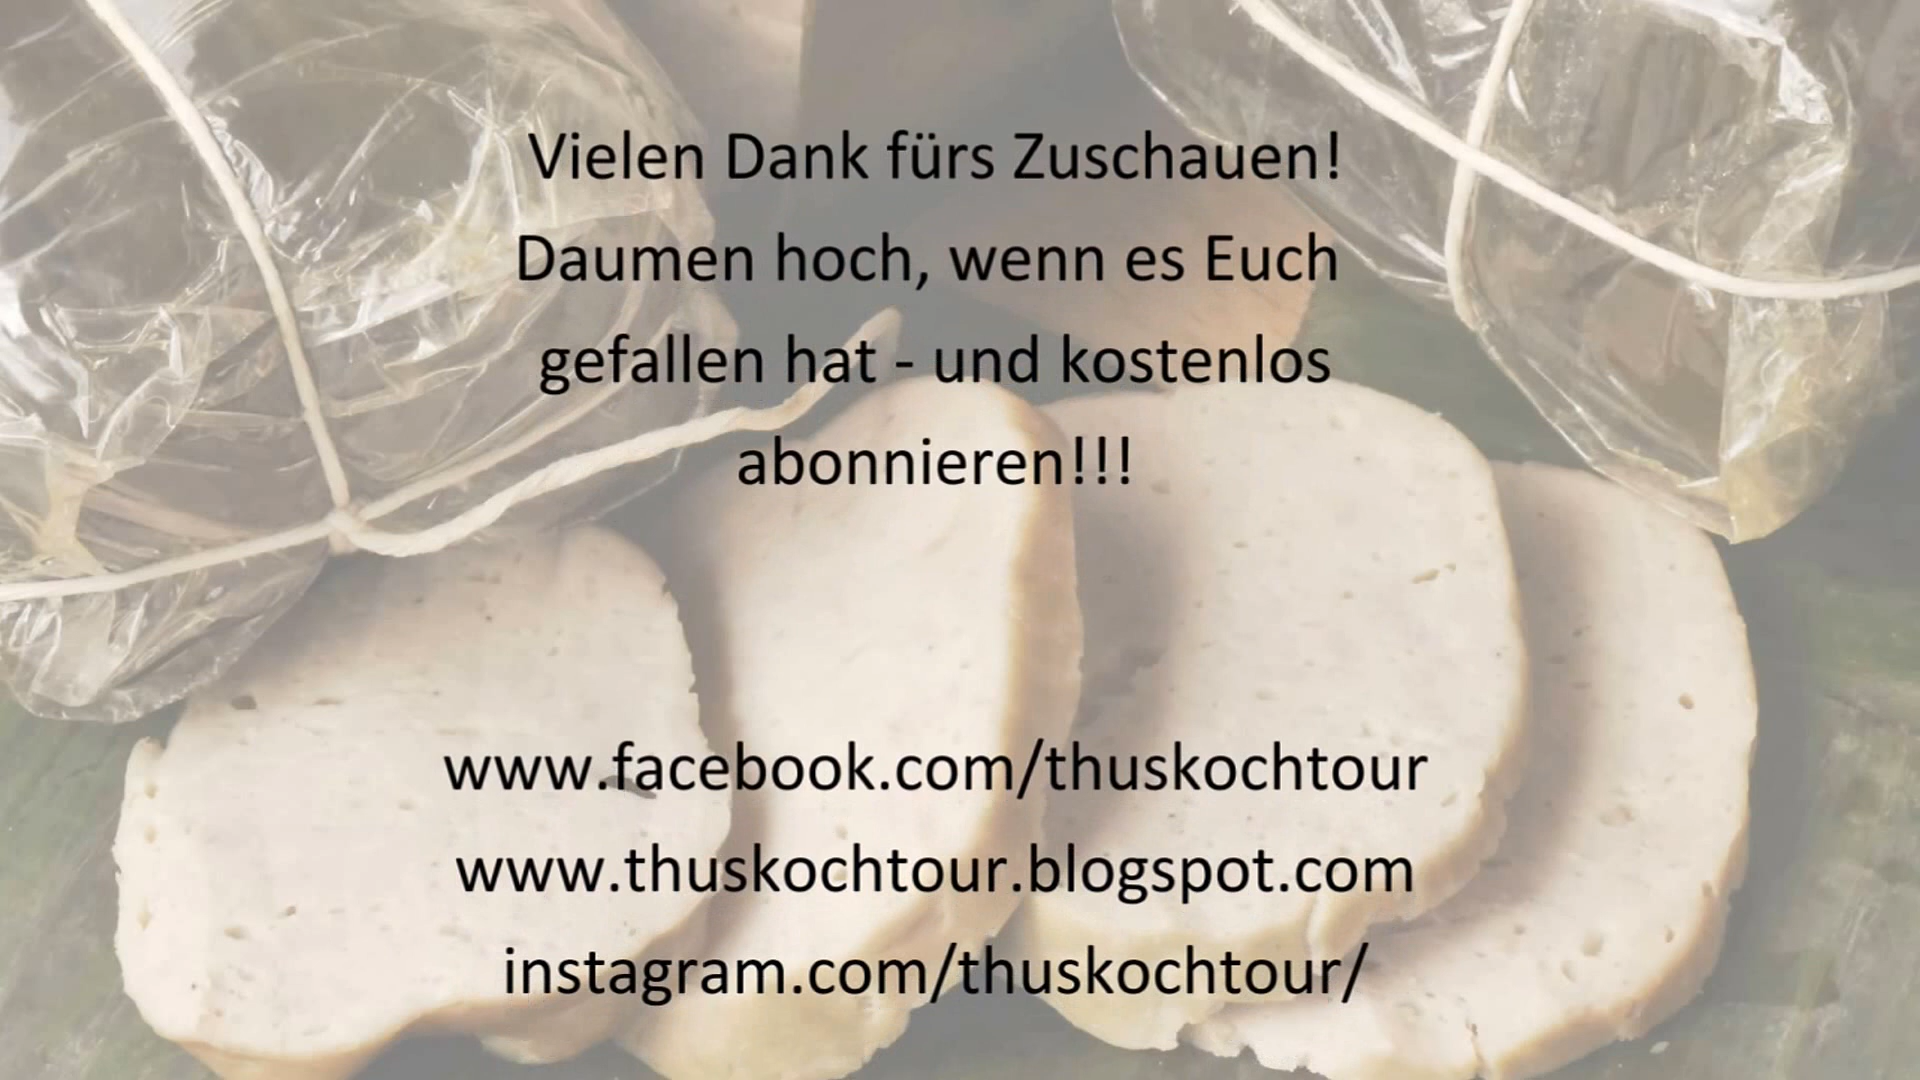 Vielen Dank fürs Zuschauen!
Daumen hoch, wenn es Euch
gefallen hat - und kostenlos
abonnieren!!!
www.facebook.com/thuskochtour
www.thuskochtour.blogspot.com
instagram.com/thuskochtour/